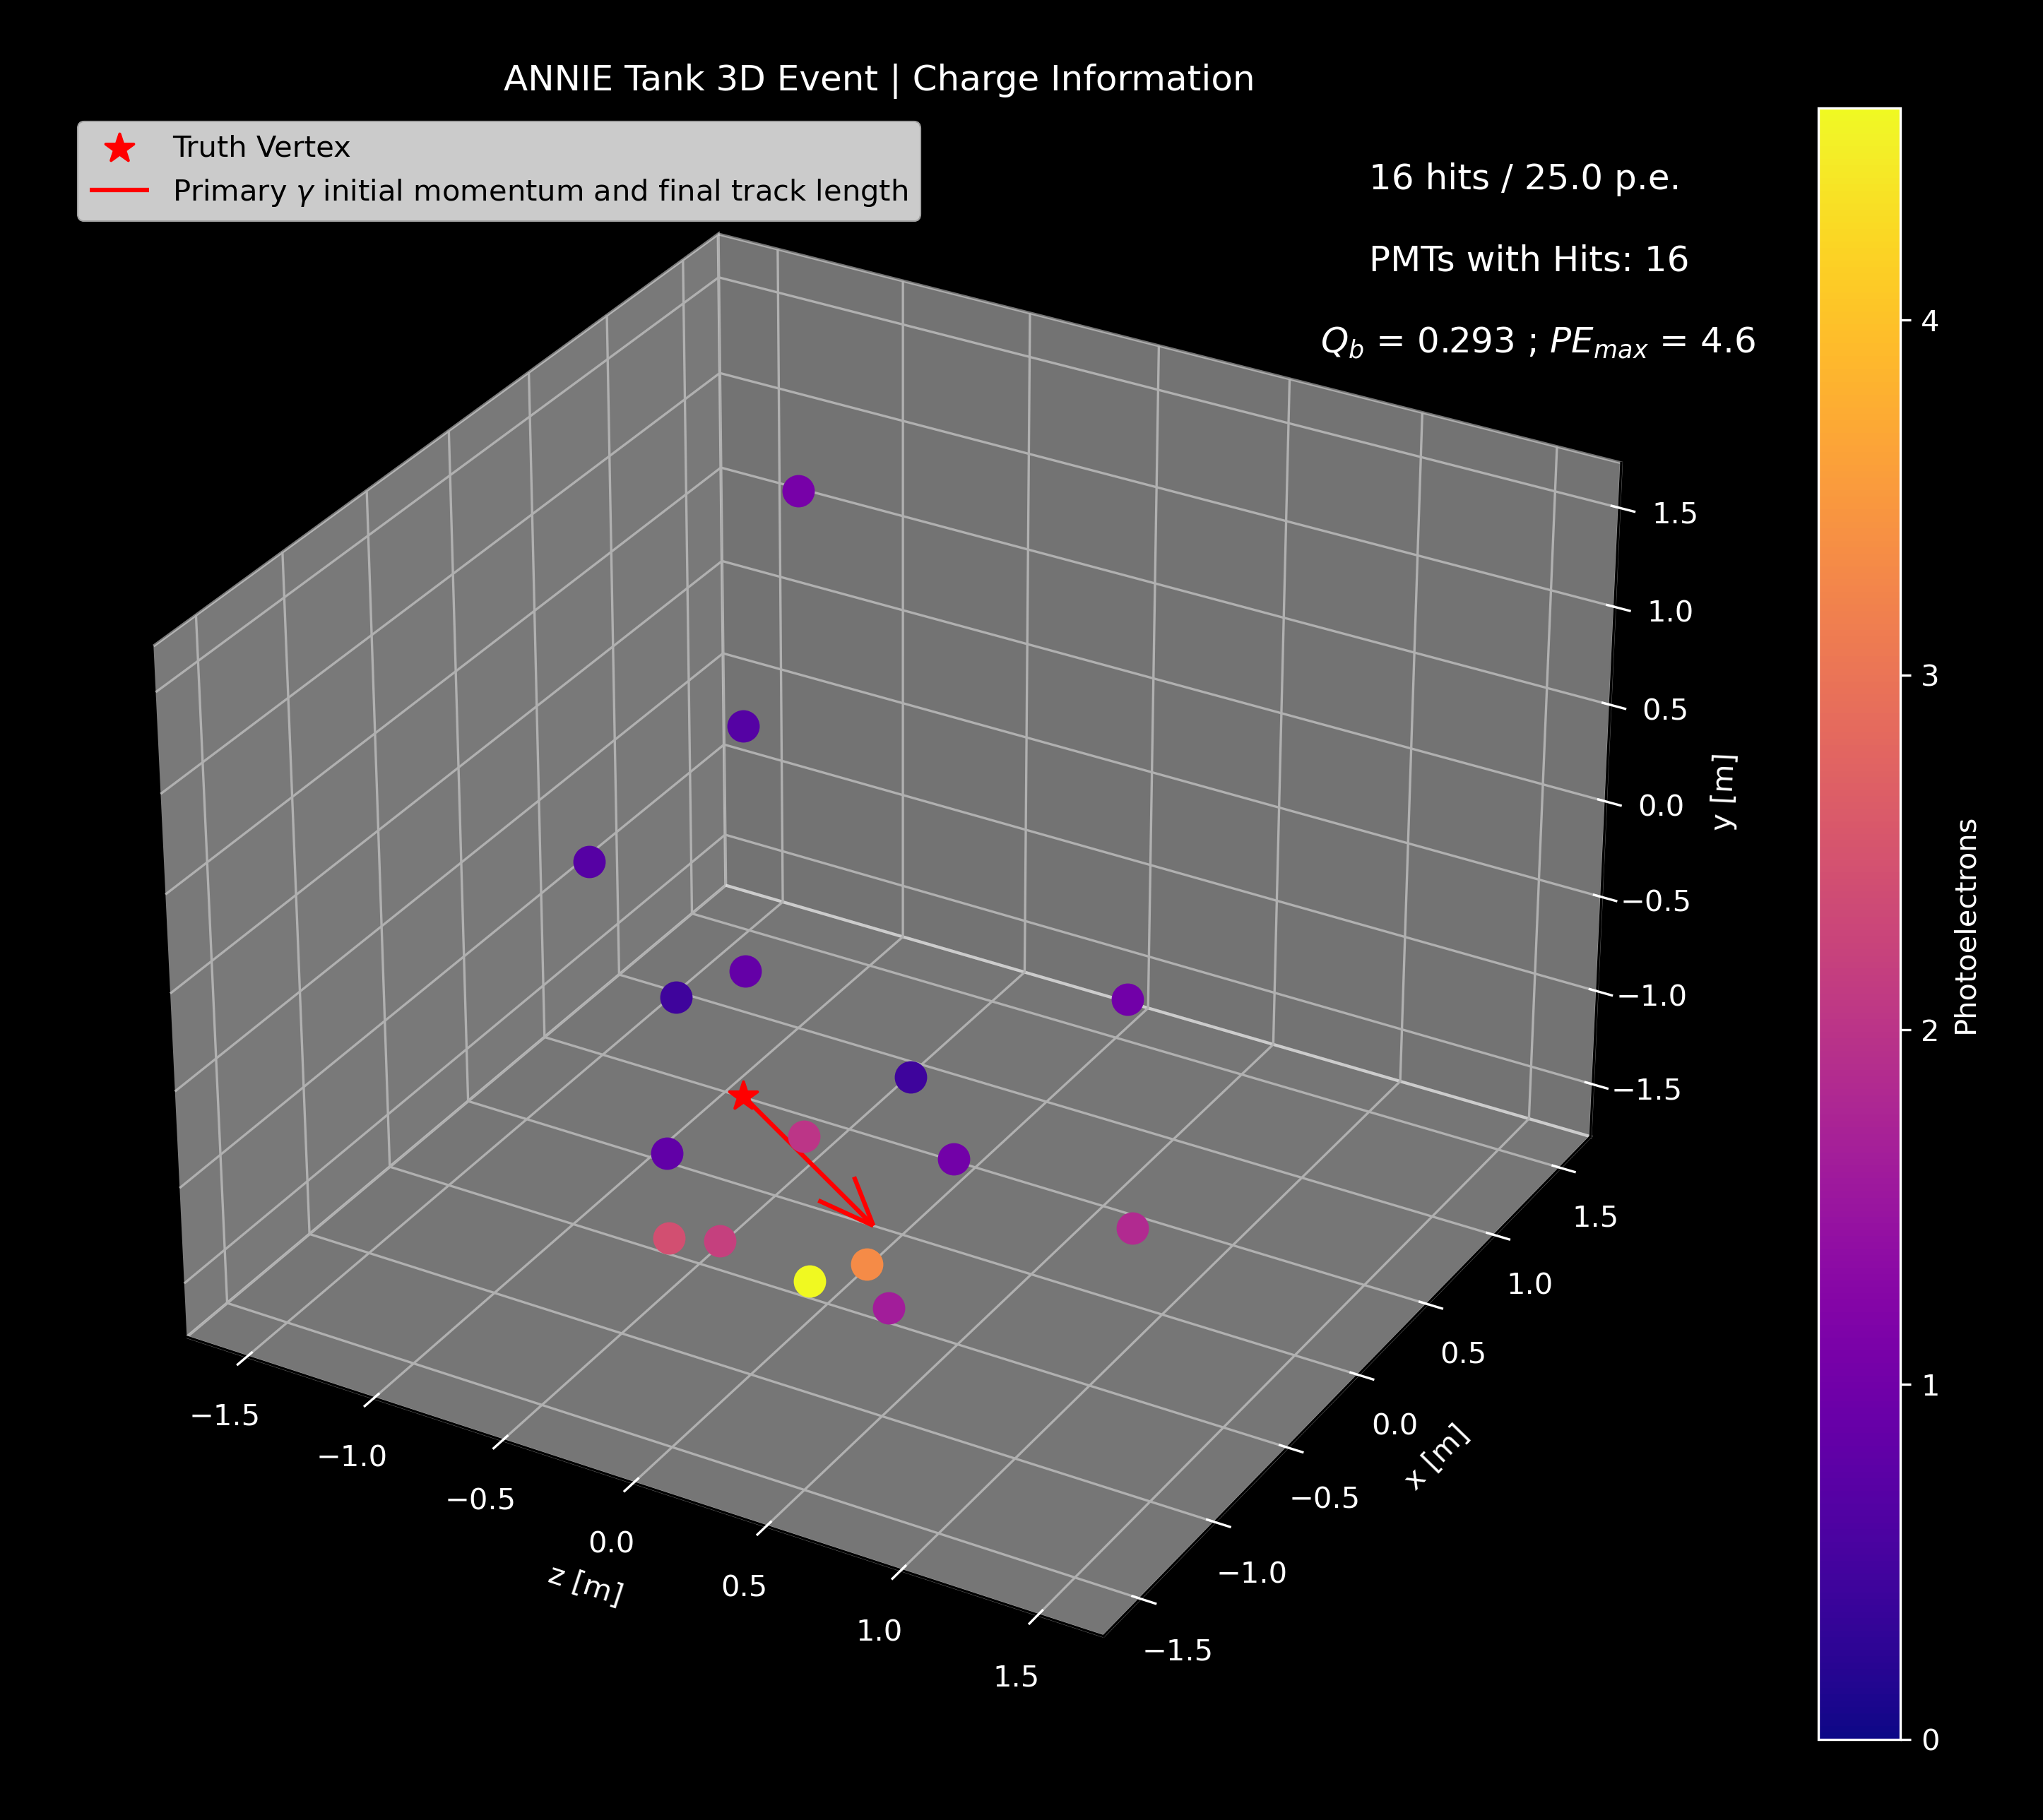 ANNIE Tank 3D Event | Charge Information
Truth Vertex
Primary γ initial momentum and final track length
16 hits / 25.0 p.e.
PMTs with Hits: 16
Q_b = 0.293 ; PE_max = 4.6
4
3
2
1
0
Photoelectrons
1.5
1.0
0.5
0.0
−0.5
−1.0
−1.5
y [m]
1.5
1.0
0.5
0.0
−0.5
−1.0
−1.5
x [m]
−1.5
−1.0
−0.5
0.0
0.5
1.0
1.5
z [m]